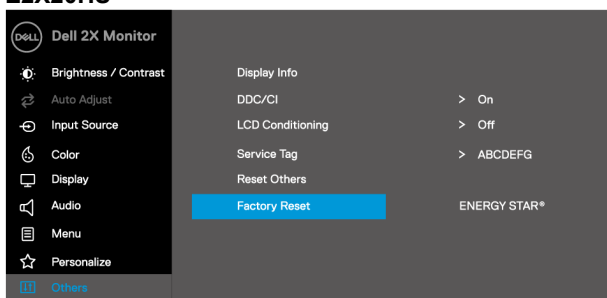 DELL
Dell 2X Monitor
Brightness / Contrast
Display Info
Auto Adjust
DDC/CI > On
Input Source
LCD Conditioning > Off
Color
Service Tag > ABCDEFG
Display
Reset Others
Audio
Factory Reset ENERGY STAR®
Menu
Personalize
Others